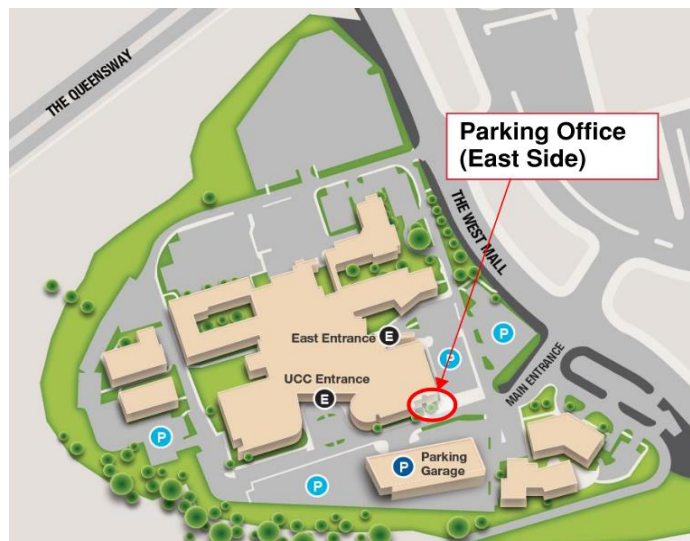 THE QUEENSWAY
Parking Office
(East Side)
THE WEST MALL
East Entrance E
P
P
UCC Entrance
E
MAIN ENTRANCE
P
P
P Parking
Garage